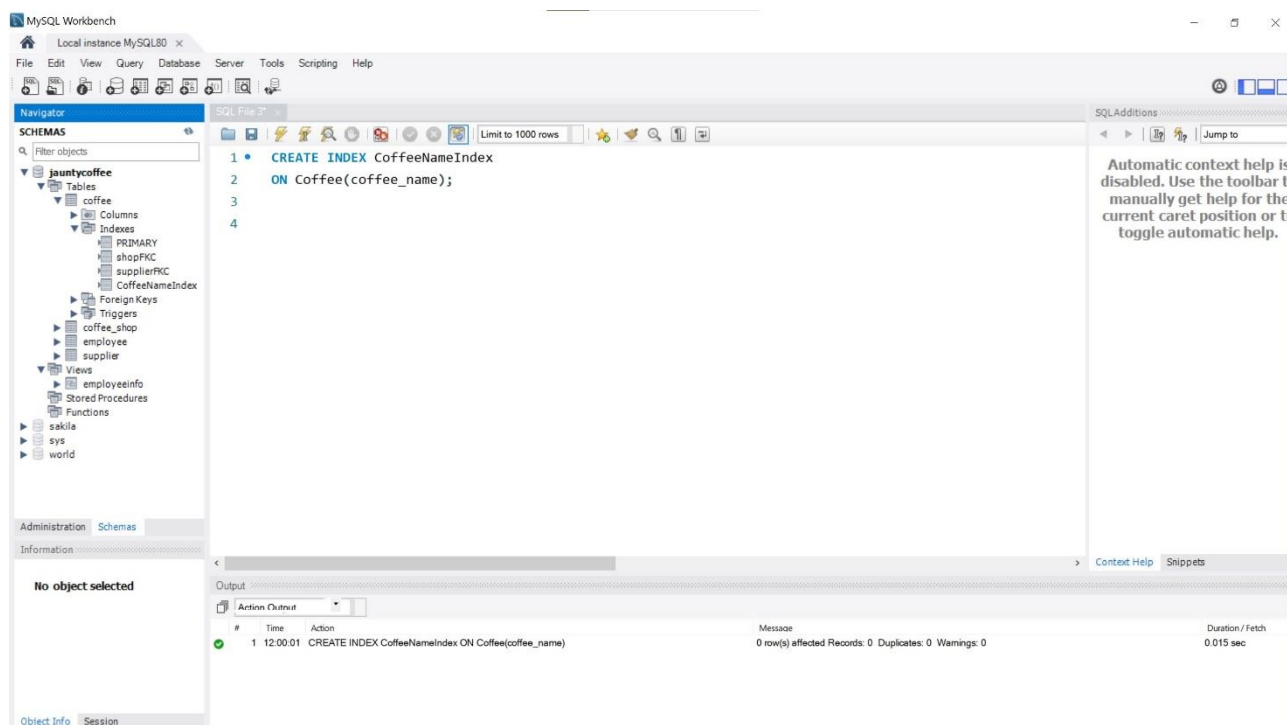 MySQL Workbench
Local instance MySQL80
File Edit View Query Database Server Tools Scripting Help
Navigator
SCHEMAS
Filter objects
jauntycoffee
Tables
coffee
Columns
Indexes
PRIMARY
shopFKC
supplierFKC
CoffeeNameIndex
Foreign Keys
Triggers
coffee_shop
employee
supplier
Views
employeeinfo
Stored Procedures
Functions
sakila
sys
world
Administration Schemas
Information
No object selected
Object Info Session
SQL File 3*
Limit to 1000 rows
1 CREATE INDEX CoffeeNameIndex
2 ON Coffee(coffee_name);
3
4
SQLAdditions
Jump to
Automatic context help is
disabled. Use the toolbar t
manually get help for the
current caret position or t
toggle automatic help.
Context Help Snippets
Output
Action Output
# Time Action Message Duration / Fetch
1 12:00:01 CREATE INDEX CoffeeNameIndex ON Coffee(coffee_name) 0 row(s) affected Records: 0 Duplicates: 0 Warnings: 0 0.015 sec